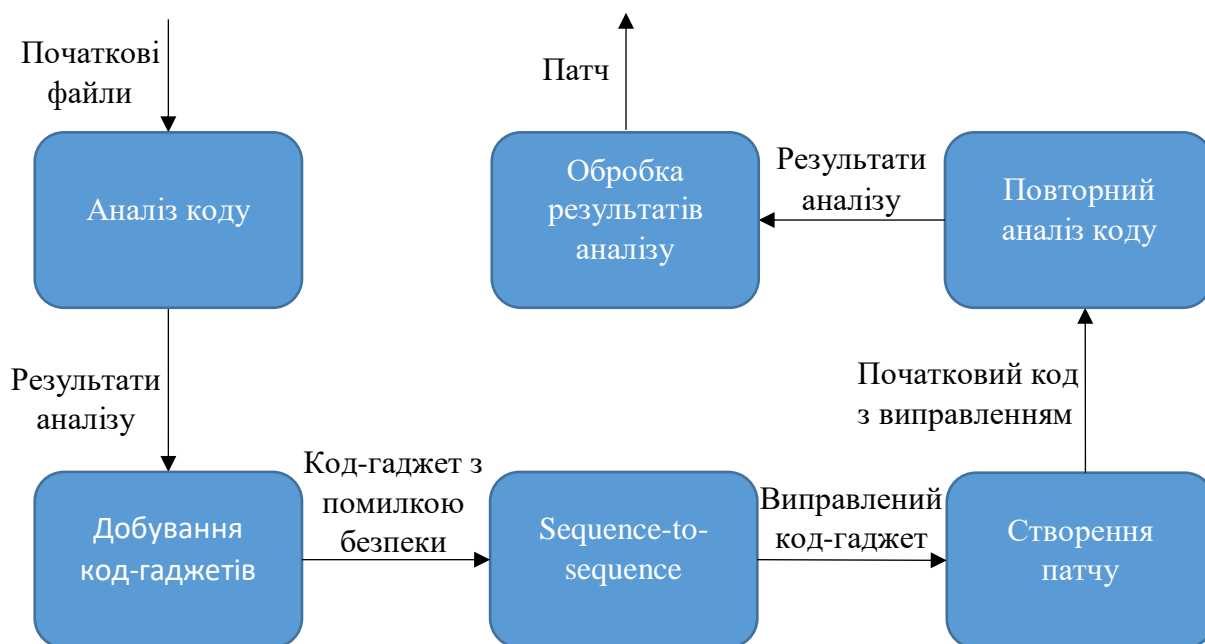 Початкові
файли
Аналіз коду
Результати
аналізу
Добування
код-гаджетів
Код-гаджет з
помилкою
безпеки
Sequence-to-
sequence
Виправлений
код-гаджет
Створення
патчу
Початковий код
з виправленням
Повторний
аналіз коду
Результати
аналізу
Обробка
результатів
аналізу
Патч